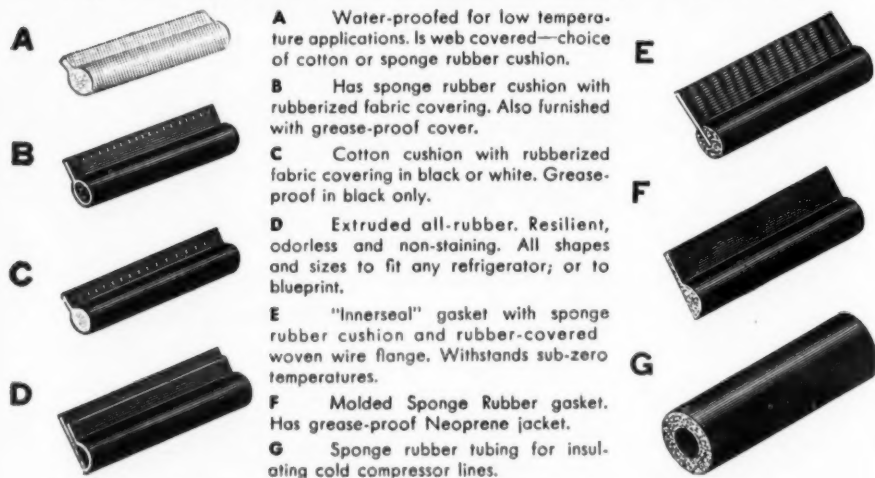 A
B
C
D
A Water-proofed for low tempera-
ture applications. Is web covered—choice
of cotton or sponge rubber cushion.
B Has sponge rubber cushion with
rubberized fabric covering. Also furnished
with grease-proof cover.
C Cotton cushion with rubberized
fabric covering in black or white. Grease-
proof in black only.
D Extruded all-rubber. Resilient,
odorless and non-staining. All shapes
and sizes to fit any refrigerator; or to
blueprint.
E "Innerseal" gasket with sponge
rubber cushion and rubber-covered
woven wire flange. Withstands sub-zero
temperatures.
F Molded Sponge Rubber gasket.
Has grease-proof Neoprene jacket.
G Sponge rubber tubing for insul-
ating cold compressor lines.
E
F
G